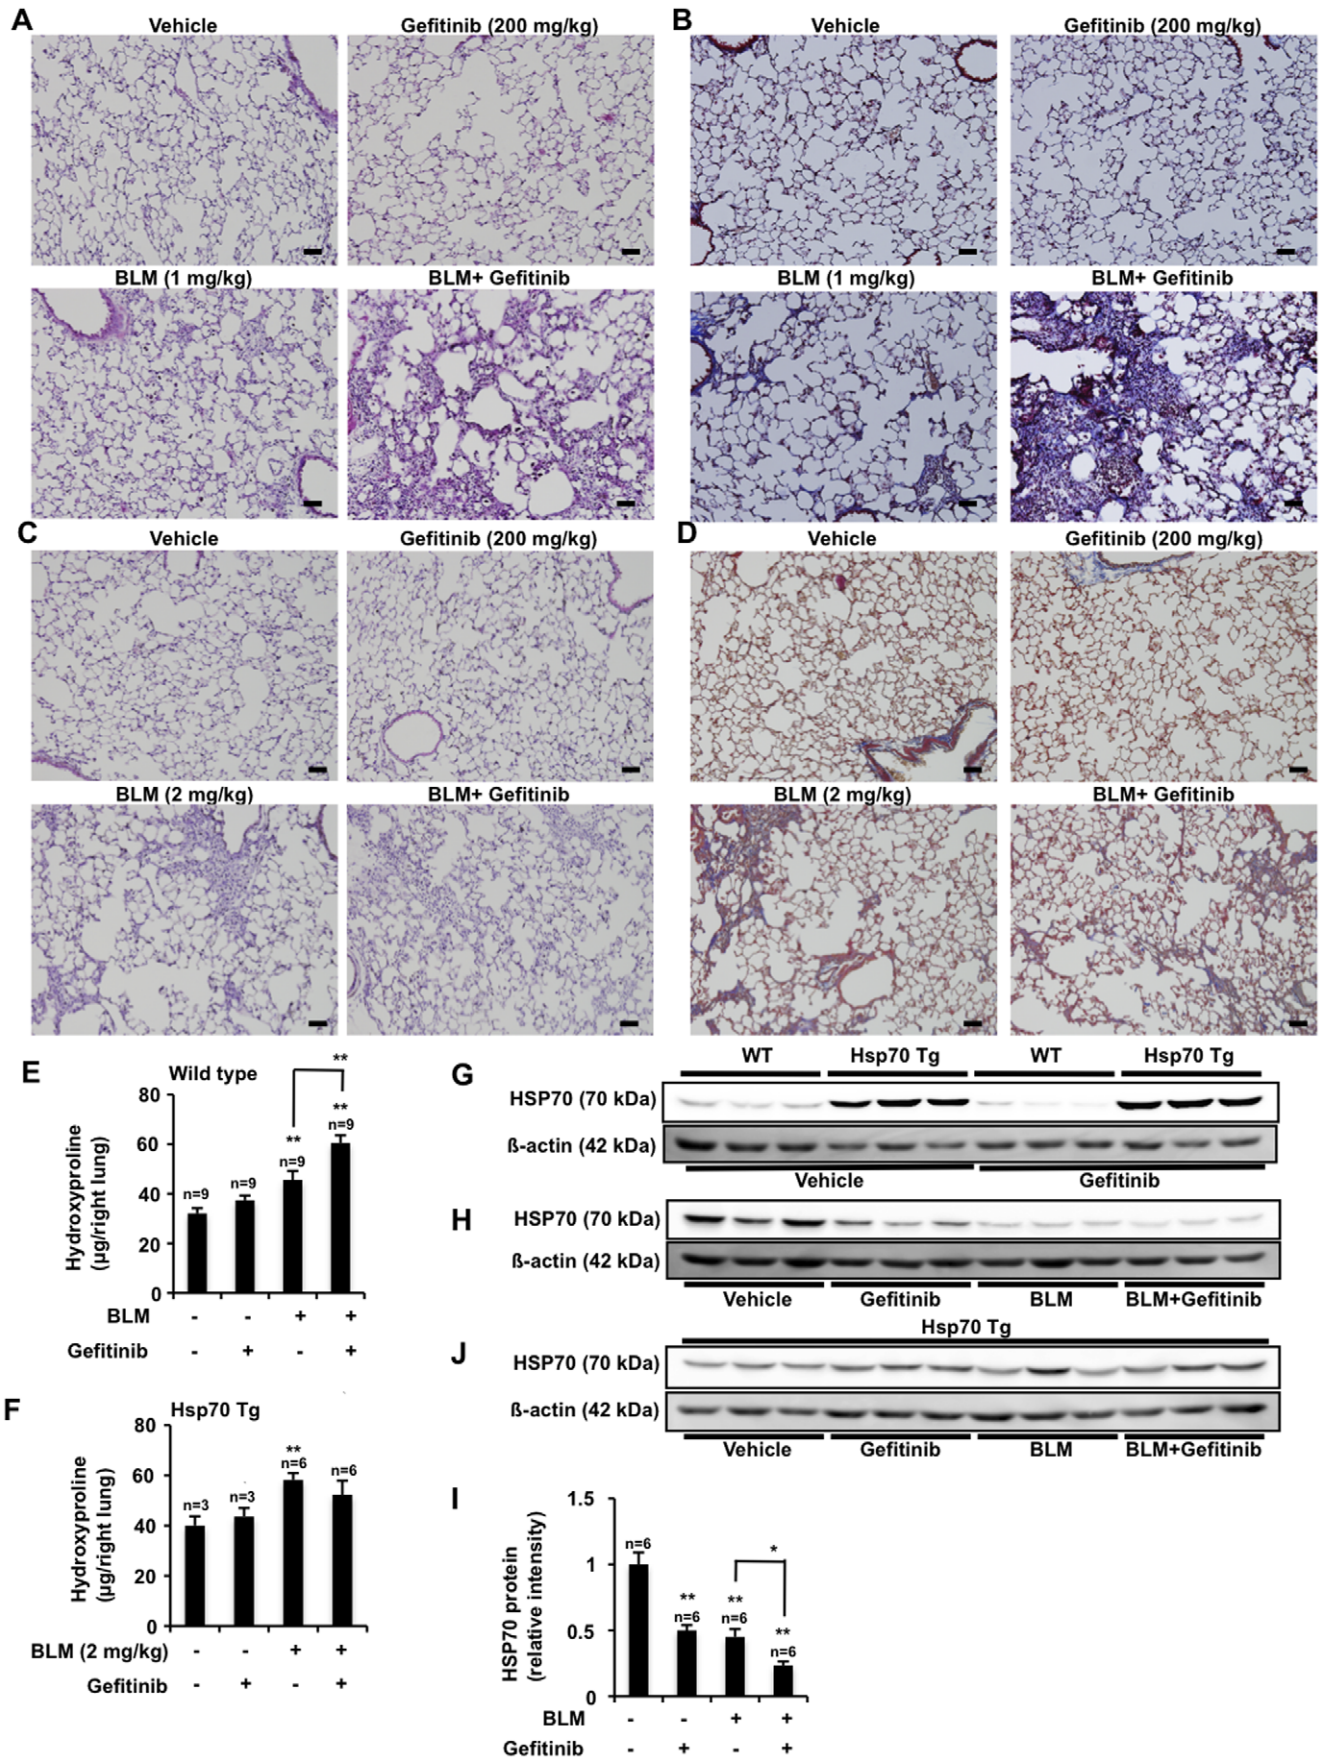 A
B
Vehicle
Gefitinib (200 mg/kg)
Vehicle
Gefitinib (200 mg/kg)
BLM (1 mg/kg)
BLM+ Gefitinib
BLM (1 mg/kg)
BLM+ Gefitinib
C
D
Vehicle
Gefitinib (200 mg/kg)
Vehicle
Gefitinib (200 mg/kg)
BLM (2 mg/kg)
BLM+ Gefitinib
BLM (2 mg/kg)
BLM+ Gefitinib
E
Wild type
Hydroxyproline
(µg/right lung)
80
60
40
20
0
n=9
n=9
**
n=9
**
**
n=9
BLM - - + +
Gefitinib - + - +
F
Hsp70 Tg
Hydroxyproline
(µg/right lung)
80
60
40
20
0
n=3
n=3
**
n=6
n=6
BLM (2 mg/kg) - - + +
Gefitinib - + - +
G
WT Hsp70 Tg WT Hsp70 Tg
HSP70 (70 kDa)
ß-actin (42 kDa)
Vehicle Gefitinib
H
HSP70 (70 kDa)
ß-actin (42 kDa)
Vehicle Gefitinib BLM BLM+Gefitinib
J
Hsp70 Tg
HSP70 (70 kDa)
ß-actin (42 kDa)
Vehicle Gefitinib BLM BLM+Gefitinib
I
HSP70 protein
(relative intensity)
1.5
1
0.5
0
n=6
**
n=6
**
n=6
*
**
n=6
BLM - - + +
Gefitinib - + - +